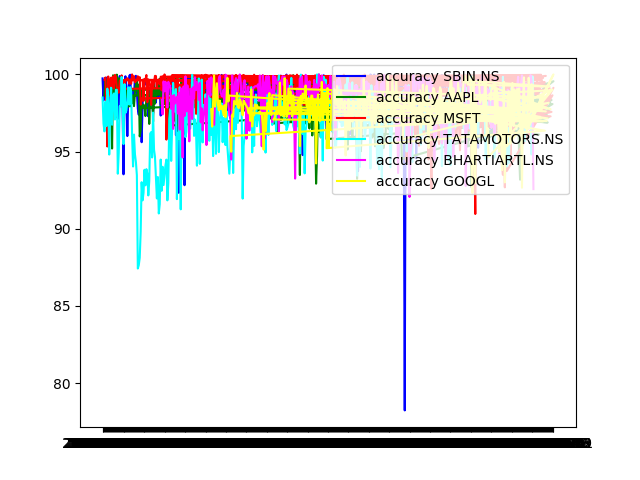 100
95
90
85
80
accuracy SBIN.NS
accuracy AAPL
accuracy MSFT
accuracy TATAMOTORS.NS
accuracy BHARTIARTL.NS
accuracy GOOGL